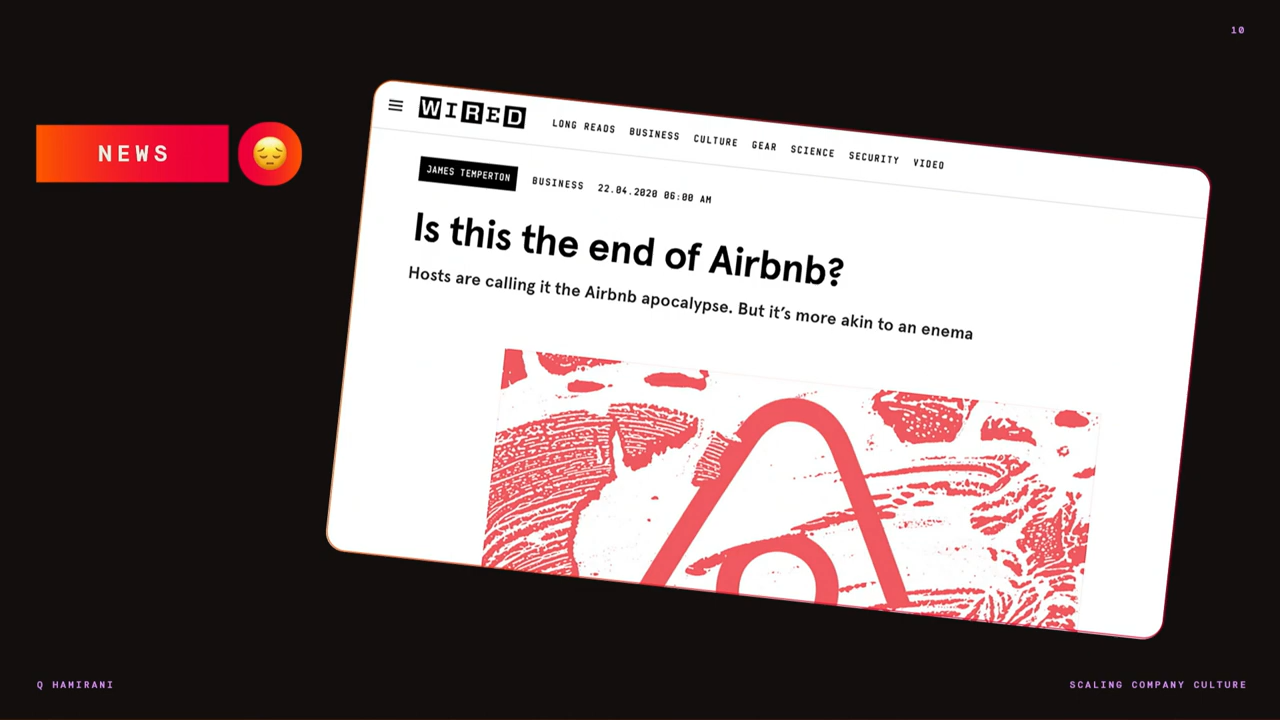 10
NEWS
WIRED
LONG READS BUSINESS CULTURE GEAR SCIENCE SECURITY VIDEO
JAMES TEMPERTON BUSINESS 22.04.2020 06:00 AM
Is this the end of Airbnb?
Hosts are calling it the Airbnb apocalypse. But it’s more akin to an enema
Q HAMIRANI
SCALING COMPANY CULTURE